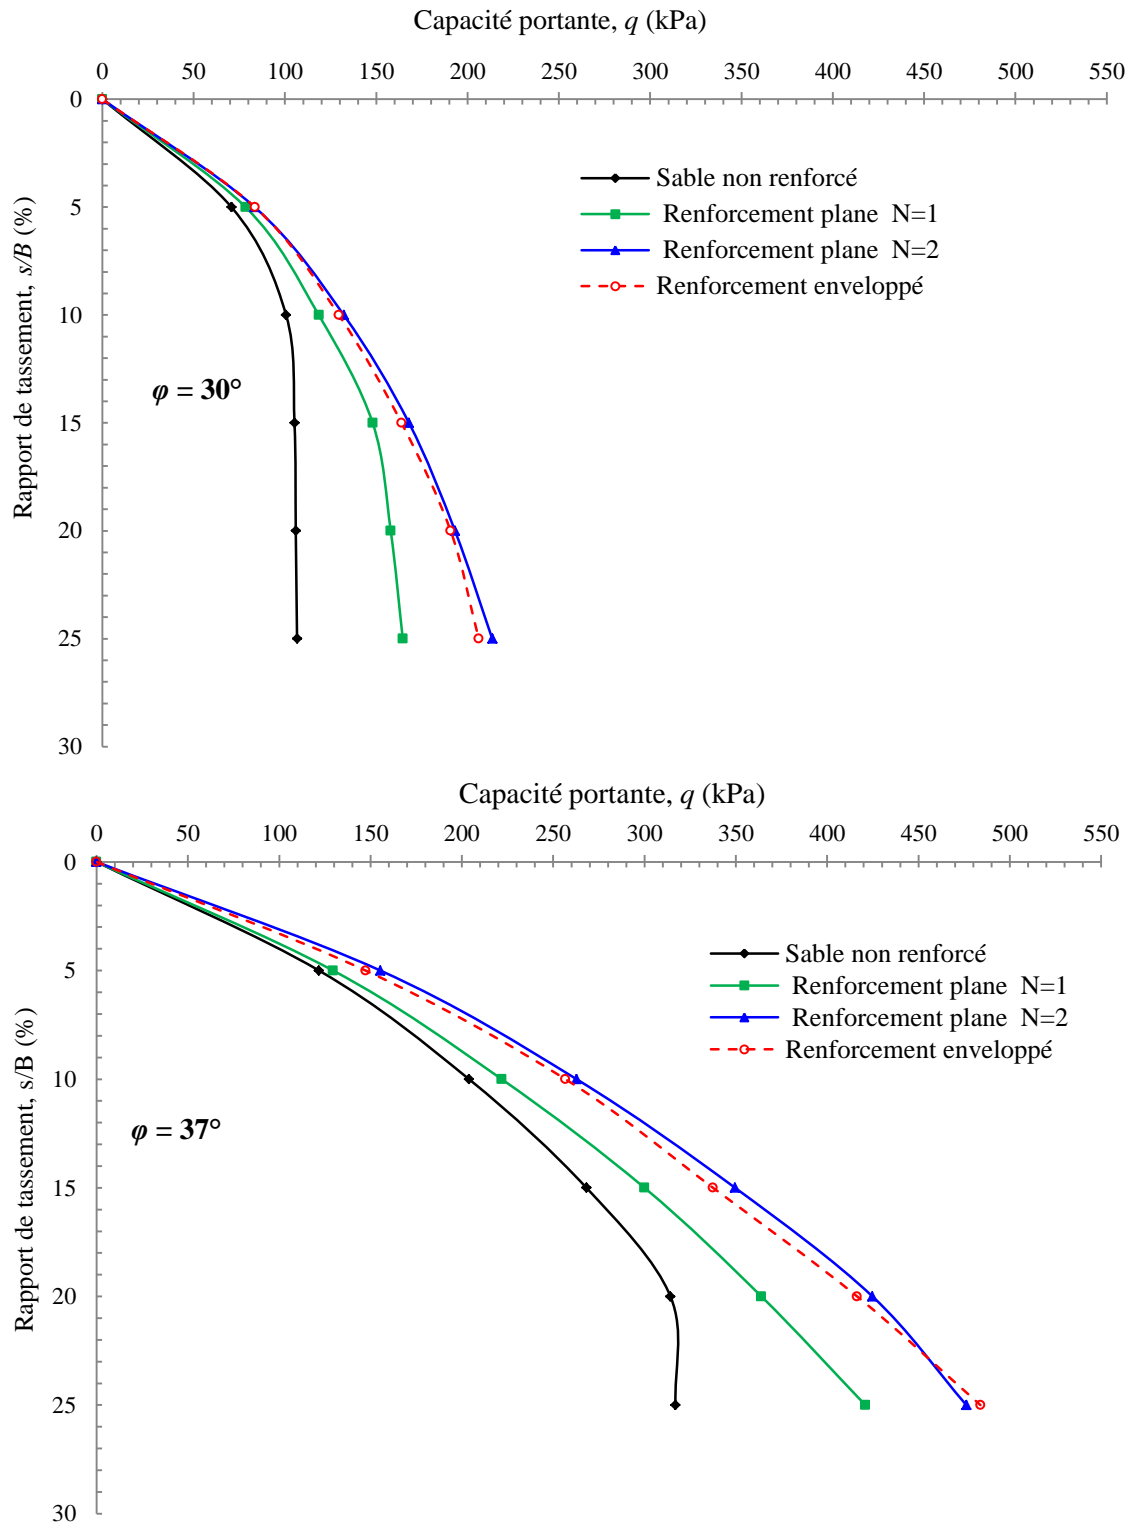 Capacité portante, q (kPa)
0 50 100 150 200 250 300 350 400 450 500 550
0
5
10
15
20
25
30
Rapport de tassement, s/B (%)
Sable non renforcé
Renforcement plane N=1
Renforcement plane N=2
Renforcement enveloppé
φ = 30°
Capacité portante, q (kPa)
0 50 100 150 200 250 300 350 400 450 500 550
0
5
10
15
20
25
30
Rapport de tassement, s/B (%)
Sable non renforcé
Renforcement plane N=1
Renforcement plane N=2
Renforcement enveloppé
φ = 37°